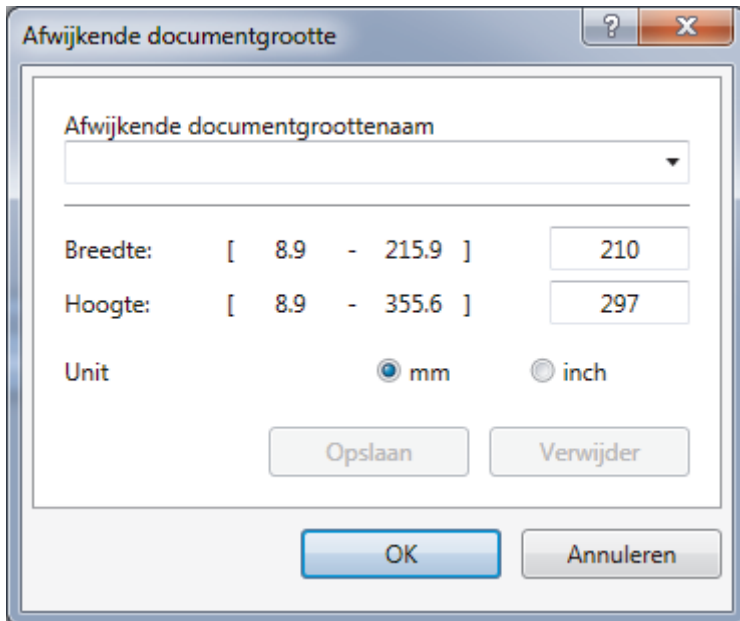 Afwijkende documentgrootte
?
X
Afwijkende documentgroottenaam
Breedte: [ 8.9 - 215.9 ] 210
Hoogte: [ 8.9 - 355.6 ] 297
Unit mm inch
Opslaan Verwijder
OK Annuleren